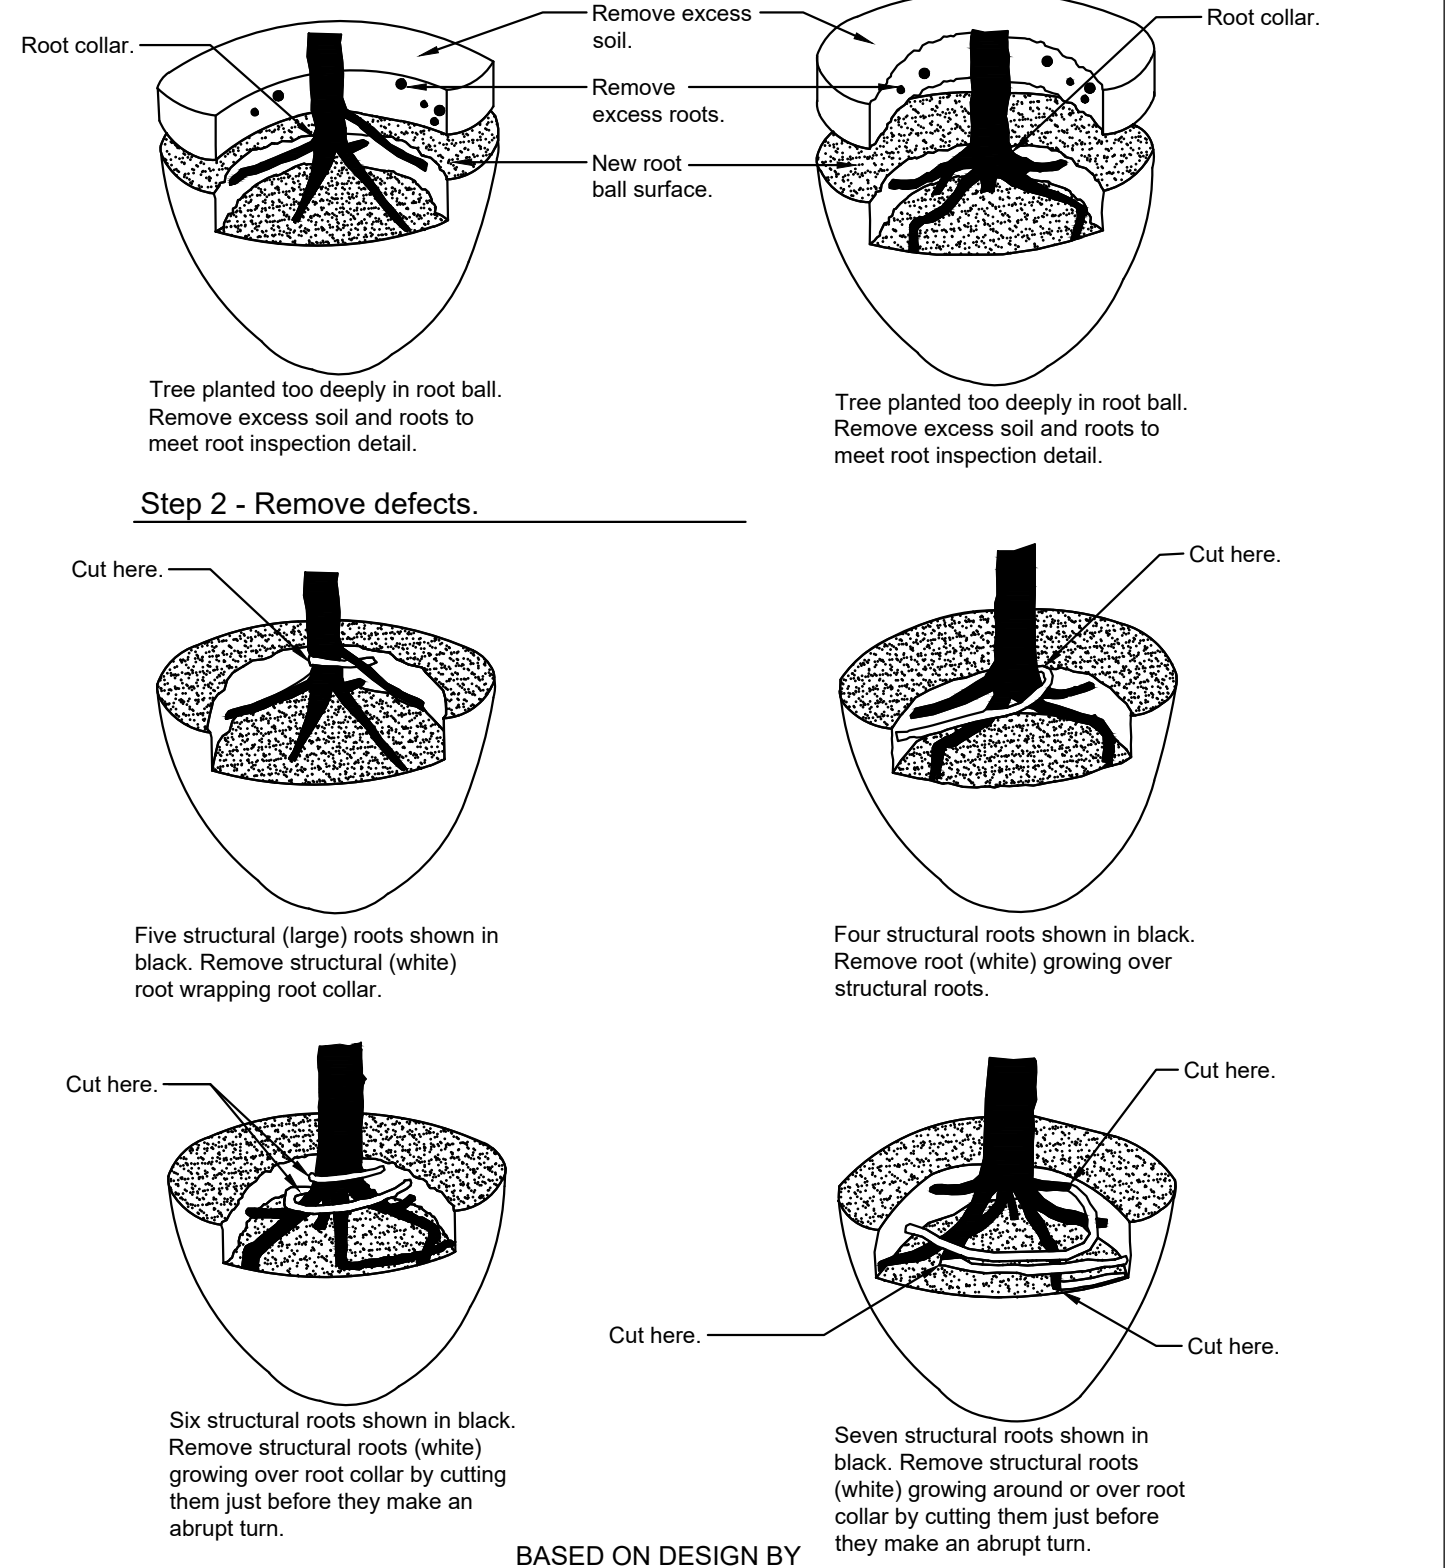 Remove excess
soil.
Root collar.
Root collar.
Remove
excess roots.
New root
ball surface.
Tree planted too deeply in root ball.
Remove excess soil and roots to
meet root inspection detail.
Tree planted too deeply in root ball.
Remove excess soil and roots to
meet root inspection detail.
Step 2 - Remove defects.
Cut here.
Cut here.
Five structural (large) roots shown in
black. Remove structural (white)
root wrapping root collar.
Four structural roots shown in black.
Remove root (white) growing over
structural roots.
Cut here.
Cut here.
Cut here.
Cut here.
Six structural roots shown in black.
Remove structural roots (white)
growing over root collar by cutting
them just before they make an
abrupt turn.
Seven structural roots shown in
black. Remove structural roots
(white) growing around or over root
collar by cutting them just before
they make an abrupt turn.
BASED ON DESIGN BY